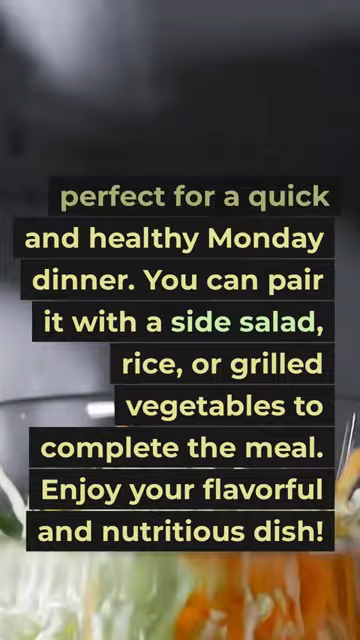 perfect for a quick
and healthy Monday
dinner. You can pair
it with a side salad,
rice, or grilled
vegetables to
complete the meal.
Enjoy your flavorful
and nutritious dish!